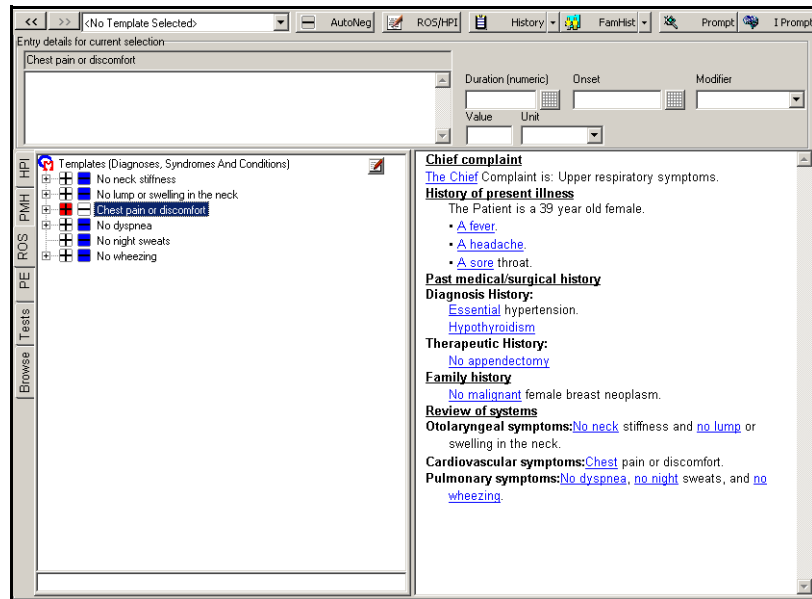 << >> <No Template Selected> AutoNeg ROS/HPI History FamHist Prompt I Prompt
Entry details for current selection
Chest pain or discomfort
Duration (numeric) Onset Modifier
Value Unit
HPI
PMH
ROS
PE
Tests
Browse
Templates (Diagnoses, Syndromes And Conditions)
No neck stiffness
No lump or swelling in the neck
Chest pain or discomfort
No dyspnea
No night sweats
No wheezing
Chief complaint
The Chief Complaint is: Upper respiratory symptoms.
History of present illness
The Patient is a 39 year old female.
• A fever.
• A headache.
• A sore throat.
Past medical/surgical history
Diagnosis History:
Essential hypertension.
Hypothyroidism
Therapeutic History:
No appendectomy
Family history
No malignant female breast neoplasm.
Review of systems
Otolaryngeal symptoms:No neck stiffness and no lump or
swelling in the neck.
Cardiovascular symptoms:Chest pain or discomfort.
Pulmonary symptoms:No dyspnea, no night sweats, and no
wheezing.